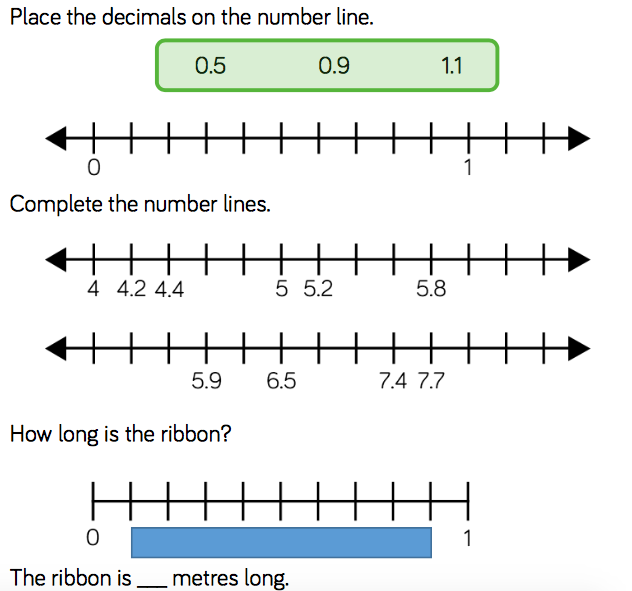 Place the decimals on the number line.
0.5 0.9 1.1
0 1
Complete the number lines.
4 4.2 4.4 5 5.2 5.8
5.9 6.5 7.4 7.7
How long is the ribbon?
0 1
The ribbon is ___ metres long.